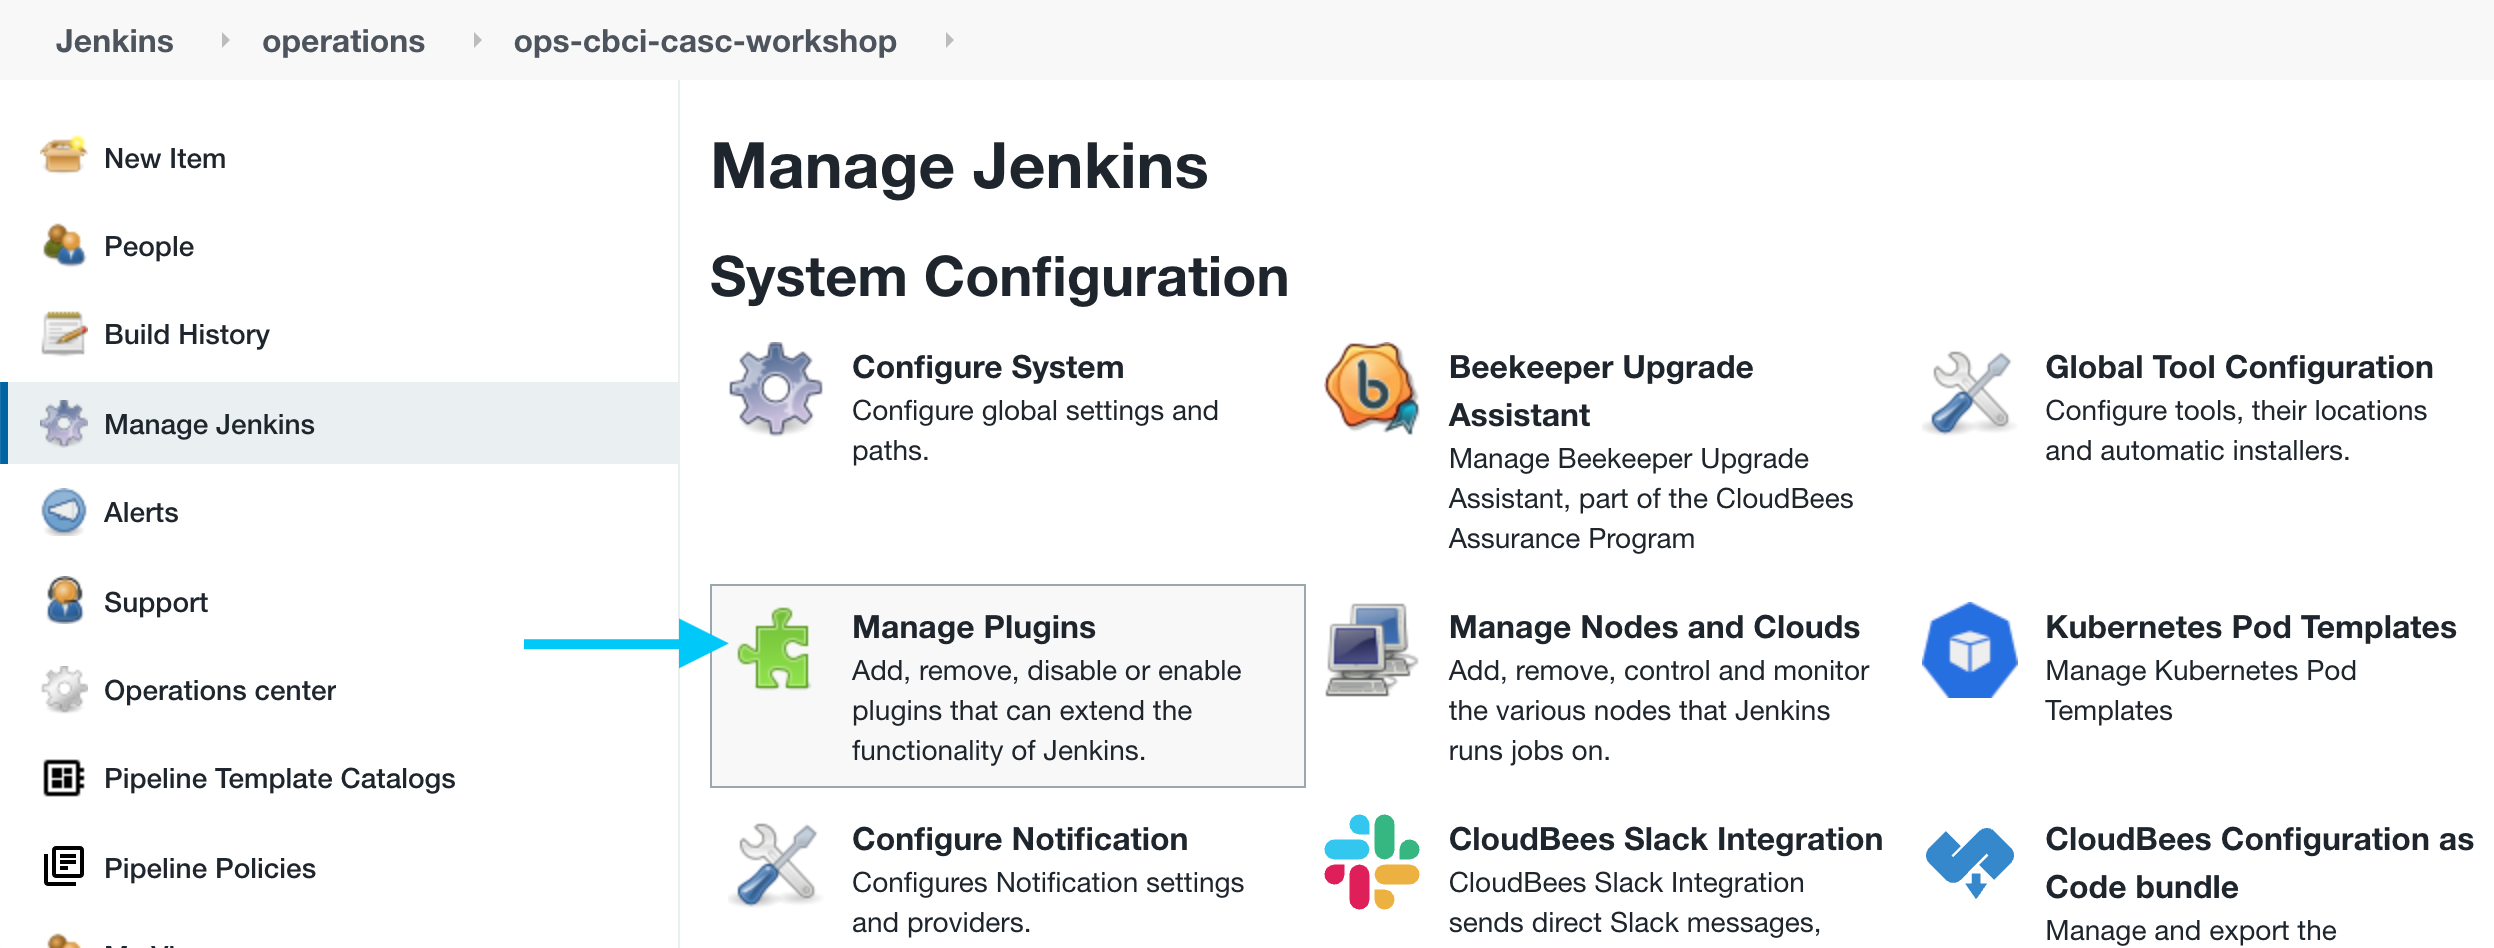 Jenkins operations ops-cbci-casc-workshop
New Item
People
Build History
Manage Jenkins
Alerts
Support
Operations center
Pipeline Template Catalogs
Pipeline Policies
Manage Jenkins
System Configuration
Configure System
Configure global settings and
paths.
Beekeeper Upgrade
Assistant
Manage Beekeeper Upgrade
Assistant, part of the CloudBees
Assurance Program
Global Tool Configuration
Configure tools, their locations
and automatic installers.
Manage Plugins
Add, remove, disable or enable
plugins that can extend the
functionality of Jenkins.
Manage Nodes and Clouds
Add, remove, control and monitor
the various nodes that Jenkins
runs jobs on.
Kubernetes Pod Templates
Manage Kubernetes Pod
Templates
Configure Notification
Configures Notification settings
and providers.
CloudBees Slack Integration
CloudBees Slack Integration
sends direct Slack messages,
CloudBees Configuration as
Code bundle
Manage and export the